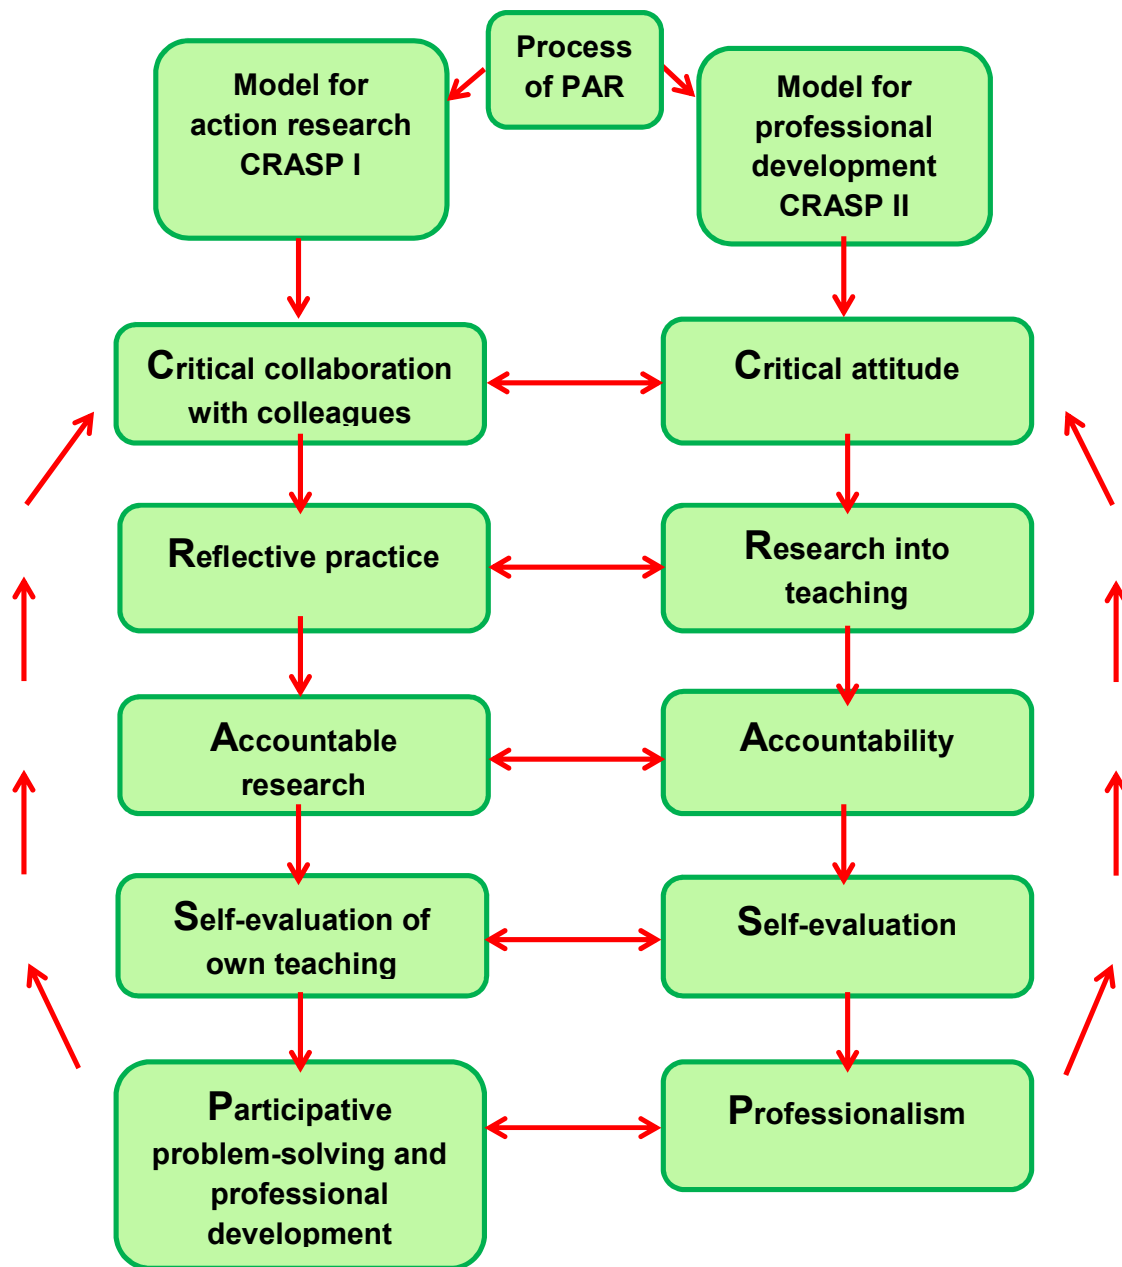 Process
of PAR
Model for
action research
CRASP I
Model for
professional
development
CRASP II
Critical collaboration
with colleagues
Critical attitude
Reflective practice
Research into
teaching
Accountable
research
Accountability
Self-evaluation of
own teaching
Self-evaluation
Participative
problem-solving and
professional
development
Professionalism